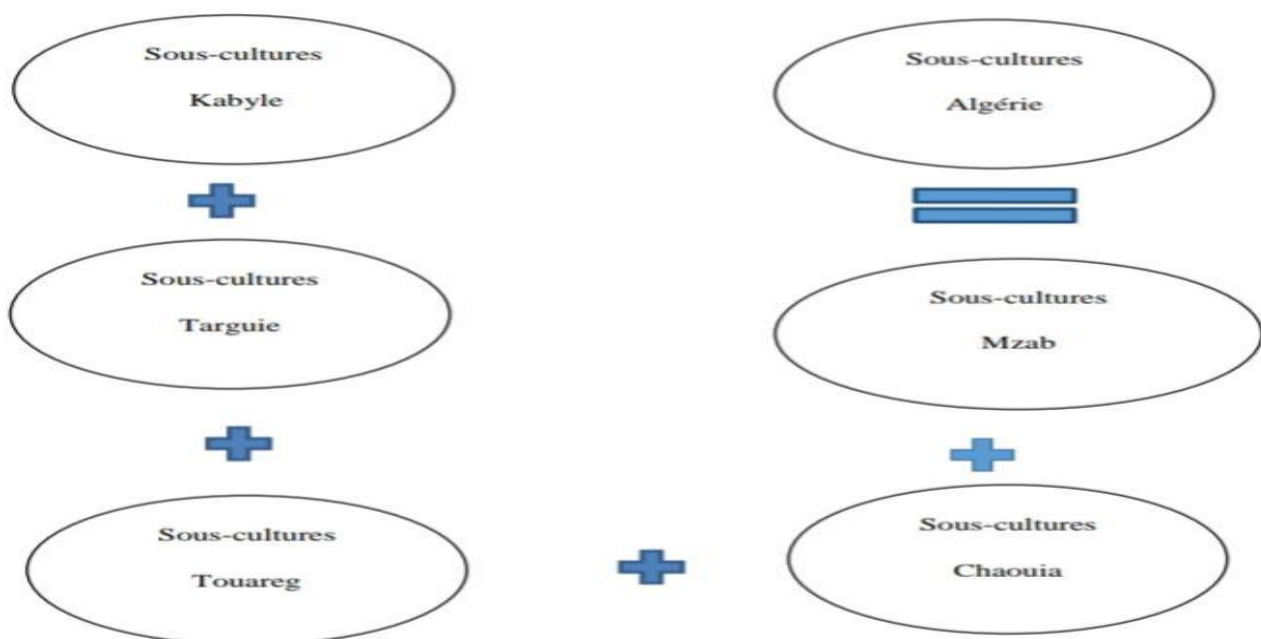 Sous-cultures
Kabyle
Sous-cultures
Targuie
Sous-cultures
Touareg
Sous-cultures
Chaouia
Sous-cultures
Mzab
Sous-cultures
Algérie